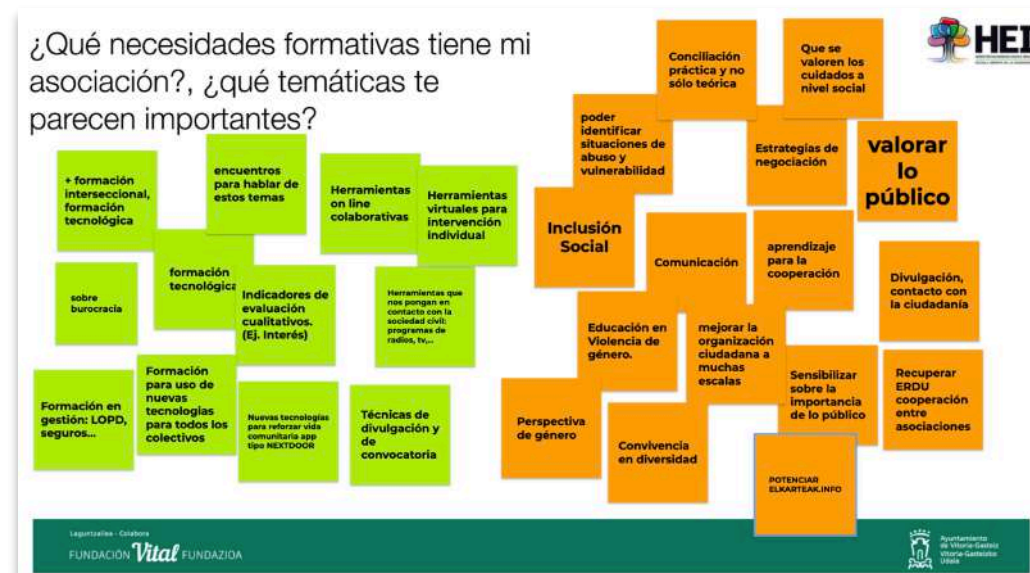 ¿Qué necesidades formativas tiene mi
asociación?, ¿qué temáticas te
parecen importantes?
HEI
+ formación
interseccional,
formación
tecnológica
encuentros
para hablar de
estos temas
Herramientas
on line
colaborativas
Herramientas
virtuales para
intervención
individual
sobre
burocracia
formación
tecnológica
Indicadores de
evaluación
cualitativos.
(Ej. Interés)
Herramientas que
nos pongan en
contacto con la
sociedad civil:
programas de
radios, tv,...
Formación en
gestión: LOPD,
seguros...
Formación
para uso de
nuevas
tecnologias
para todos los
colectivos
Nuevas tecnologías
para reforzar vida
comunitaria app
tipo NEXTDOOR
Técnicas de
divulgación y
de
convocatoria
Conciliación
práctica y no
sólo teórica
Que se
valoren los
cuidados a
nivel social
poder
identificar
situaciones de
abuso y
vulnerabilidad
Estrategias de
negociación
valorar
lo
público
Inclusión
Social
Comunicación
aprendizaje
para la
cooperación
Divulgación,
contacto con
la ciudadanía
Educación en
Violencia de
género.
mejorar la
organización
ciudadana a
muchas
escalas
Sensibilizar
sobre la
importancia
de lo público
Recuperar
ERDU
cooperación
entre
asociaciones
Perspectiva
de género
Convivencia
en diversidad
POTENCIAR
ELKARTEAK.INFO
Laguntzailea - Colabora
FUNDACIÓN Vital FUNDAZIOA
Ayuntamiento
de Vitoria-Gasteiz
Vitoria-Gasteizko
Udala